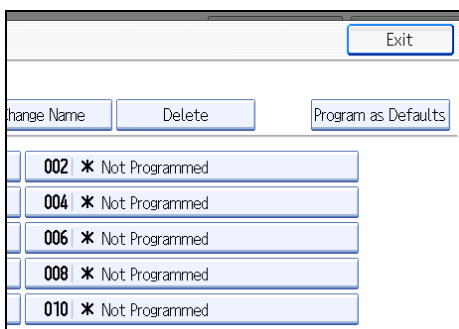 Exit
Change Name Delete Program as Defaults
002 * Not Programmed
004 * Not Programmed
006 * Not Programmed
008 * Not Programmed
010 * Not Programmed